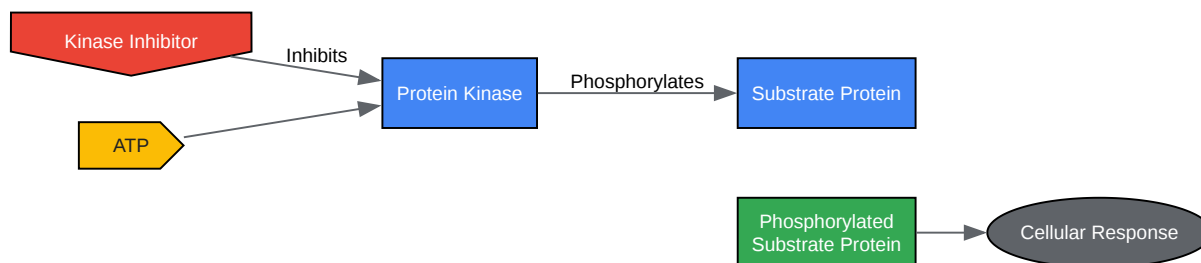 Kinase Inhibitor
Inhibits
Protein Kinase
Phosphorylates
Substrate Protein
ATP
Phosphorylated
Substrate Protein
Cellular Response